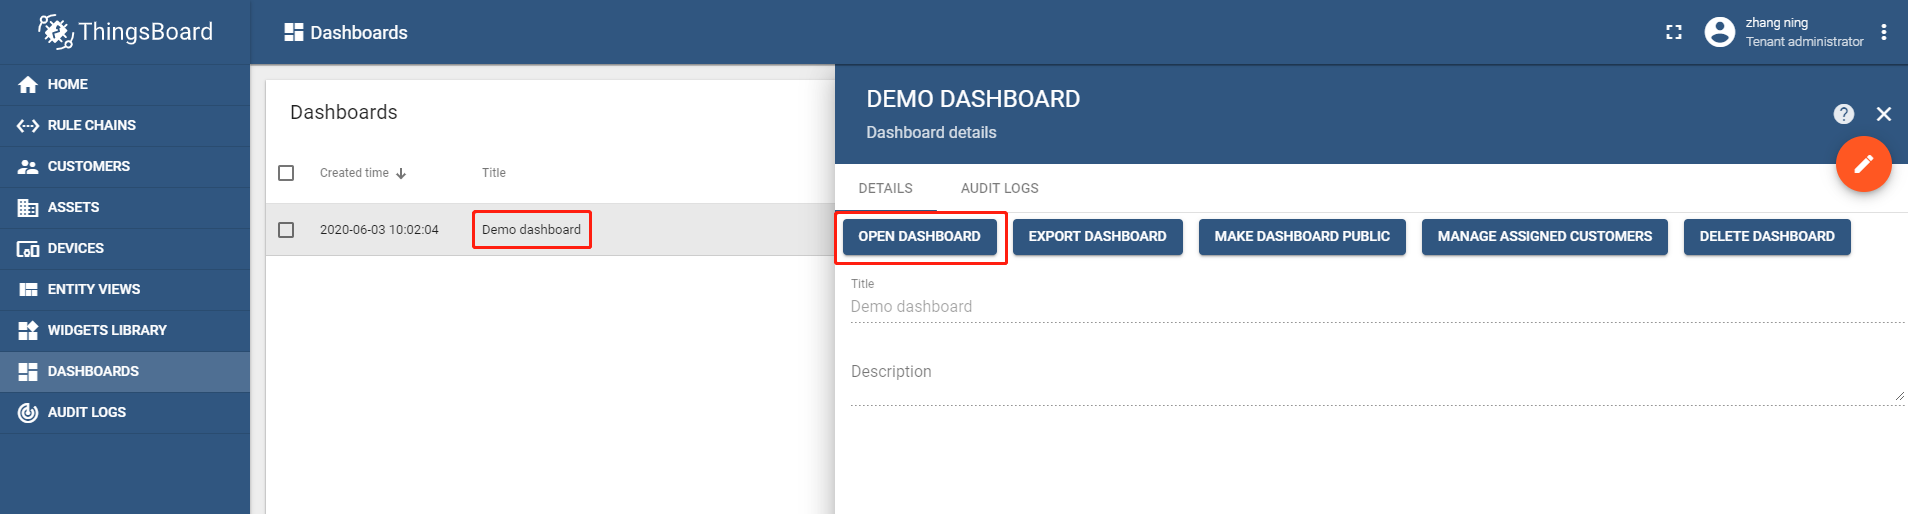 ThingsBoard
HOME
RULE CHAINS
CUSTOMERS
ASSETS
DEVICES
ENTITY VIEWS
WIDGETS LIBRARY
DASHBOARDS
AUDIT LOGS
Dashboards
zhang ning
Tenant administrator
Dashboards
Created time Title
2020-06-03 10:02:04 Demo dashboard
DEMO DASHBOARD
Dashboard details
?
DETAILS AUDIT LOGS
OPEN DASHBOARD EXPORT DASHBOARD MAKE DASHBOARD PUBLIC MANAGE ASSIGNED CUSTOMERS DELETE DASHBOARD
Title
Demo dashboard
Description